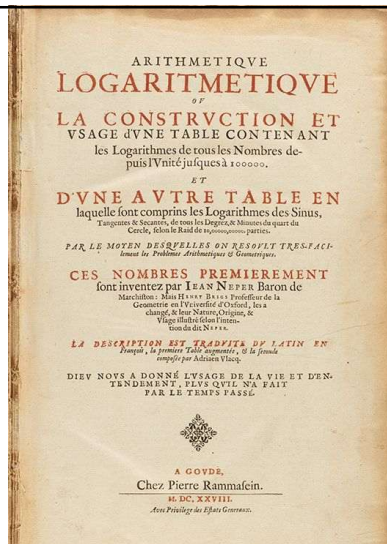 ARITHMETIQVE
LOGARITMETIQVE
OV
LA CONSTRVCTION ET
VSAGE D'VNE TABLE CONTENANT
les Logarithmes de tous les Nombres de-
puis l'Vnité jusques à 100000.
ET
D'VNE AVTRE TABLE EN
laquelle sont comprins les Logarithmes des Sinus,
Tangentes & Secantes, de tous les Degrez, & Minutes du quart du
Cercle, selon le Raid de 10,00000,00000. parties.
PAR LE MOYEN DESQVELLES ON RESOVLT TRES-FACI-
lement les Problemes Arithmetiques & Geometriques.
CES NOMBRES PREMIEREMENT
sont inventez par IEAN NEPER Baron de
Marchiston: Mais HENRY BRIGS Professeur de la
Geometrie en l'Vniversité d'Oxford, les a
changé, & leur Nature, Origine, &
Vsage illustré selon l'inten-
tion du dit NEPER.
LA DESCRIPTION EST TRADVITE DV LATIN EN
François, la premiere Table augmentée, & la seconde
composée par Adriaen Vlacq.
DIEV NOVS A DONNÉ L'VSAGE DE LA VIE ET D'EN-
TENDEMENT, PLVS QV'IL N'A FAIT
PAR LE TEMPS PASSÉ.
A GOVDE,
Chez Pierre Rammasein.
M. DC. XXVIII.
Avec Privilege des Estats Generaux.